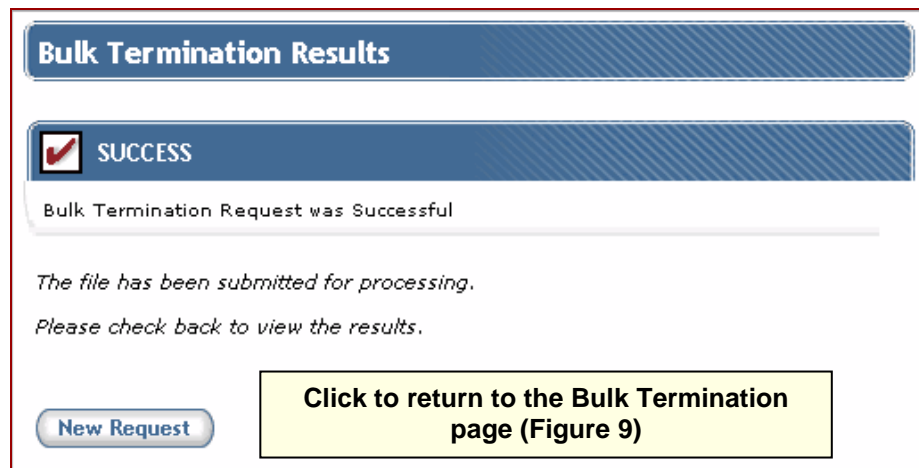 Bulk Termination Results
SUCCESS
Bulk Termination Request was Successful
The file has been submitted for processing.
Please check back to view the results.
Click to return to the Bulk Termination
page (Figure 9)
New Request